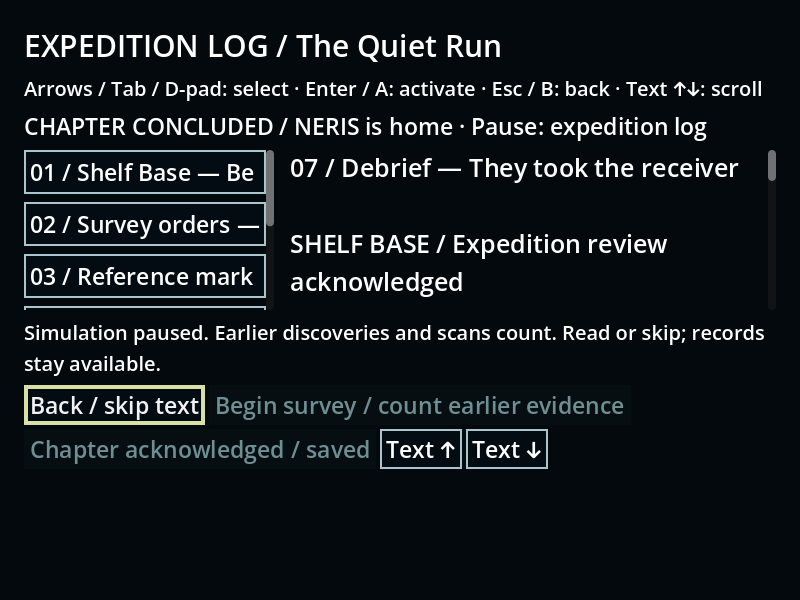 EXPEDITION LOG / The Quiet Run
Arrows / Tab / D-pad: select · Enter / A: activate · Esc / B: back · Text ↑↓: scroll
CHAPTER CONCLUDED / NERIS is home · Pause: expedition log
01 / Shelf Base — Be
02 / Survey orders —
03 / Reference mark
07 / Debrief — They took the receiver
SHELF BASE / Expedition review
acknowledged
Simulation paused. Earlier discoveries and scans count. Read or skip; records
stay available.
Back / skip text
Begin survey / count earlier evidence
Chapter acknowledged / saved
Text ↑
Text ↓